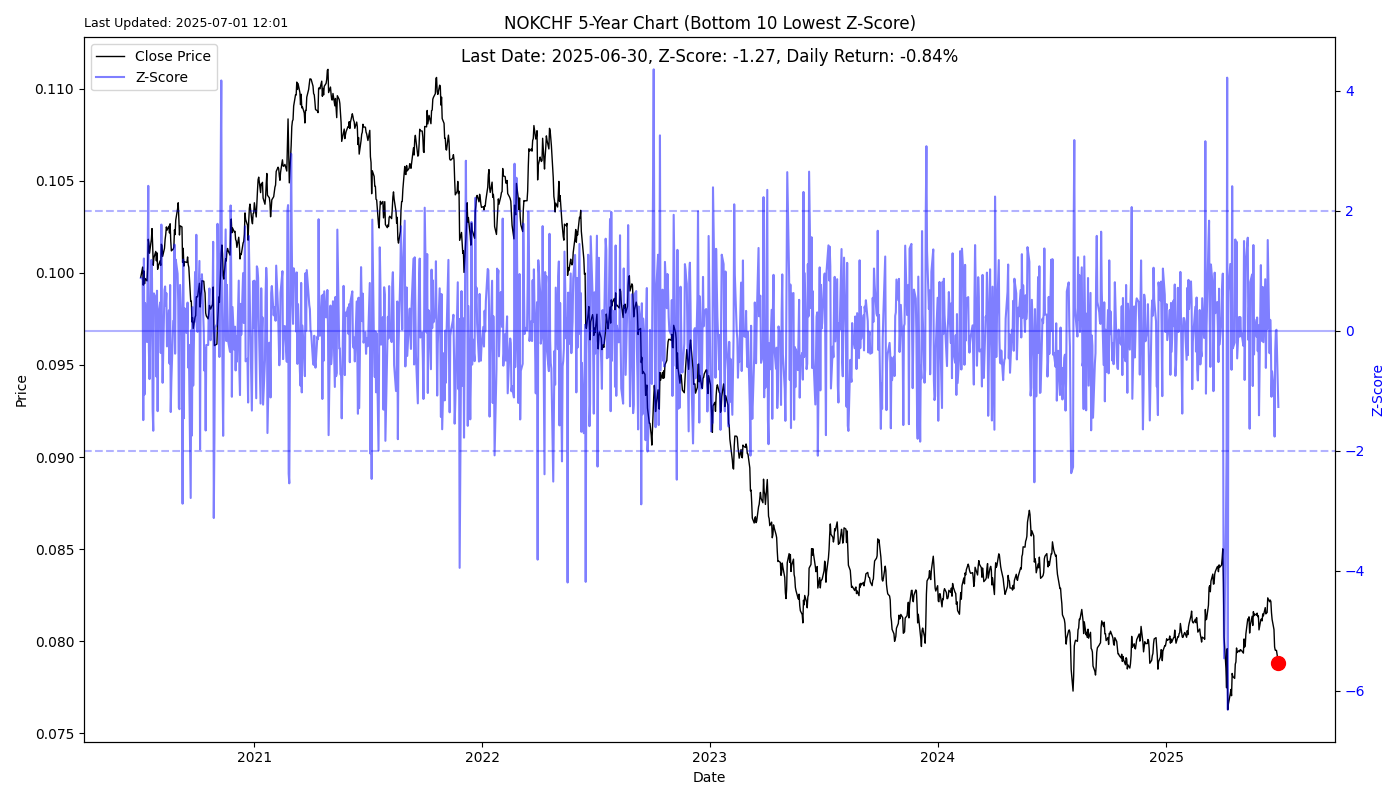 Last Updated: 2025-07-01 12:01
NOKCHF 5-Year Chart (Bottom 10 Lowest Z-Score)
Last Date: 2025-06-30, Z-Score: -1.27, Daily Return: -0.84%
Close Price
Z-Score
0.110
0.105
0.100
0.095
0.090
0.085
0.080
0.075
Price
4
2
0
−2
−4
−6
Z-Score
2021
2022
2023
2024
2025
Date